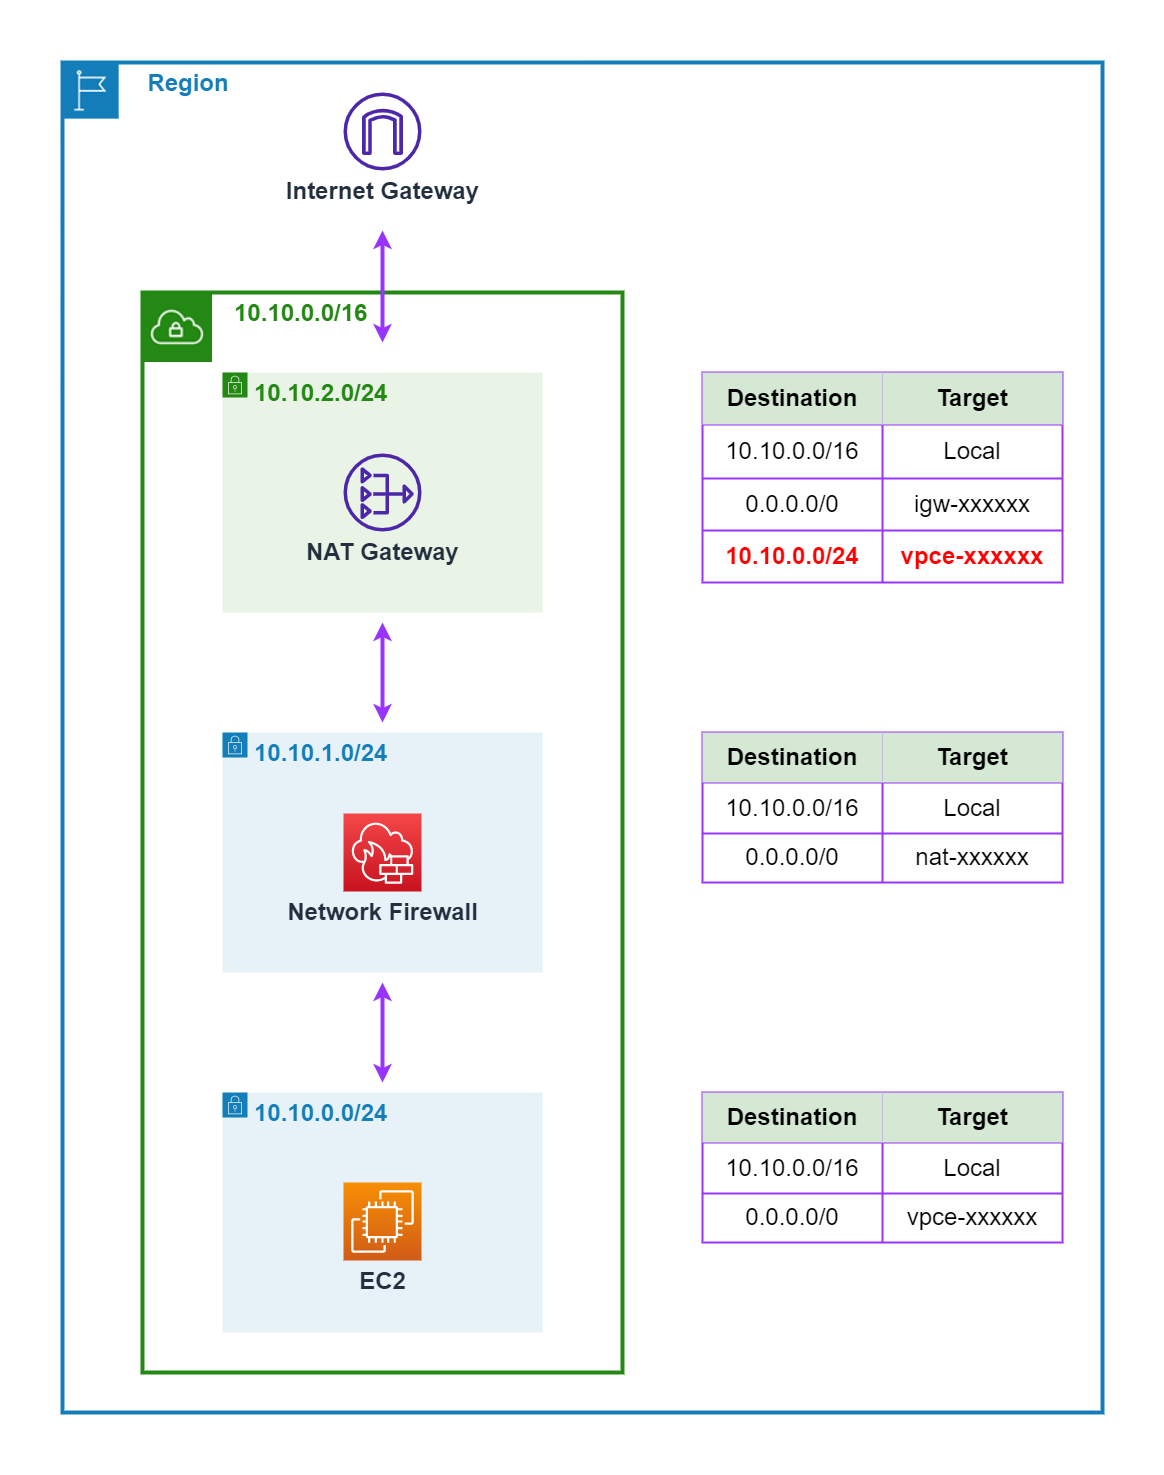 Region
Internet Gateway
10.10.0.0/16
10.10.2.0/24
NAT Gateway
Destination Target
10.10.0.0/16 Local
0.0.0.0/0 igw-xxxxxx
10.10.0.0/24 vpce-xxxxxx
10.10.1.0/24
Network Firewall
Destination Target
10.10.0.0/16 Local
0.0.0.0/0 nat-xxxxxx
10.10.0.0/24
EC2
Destination Target
10.10.0.0/16 Local
0.0.0.0/0 vpce-xxxxxx